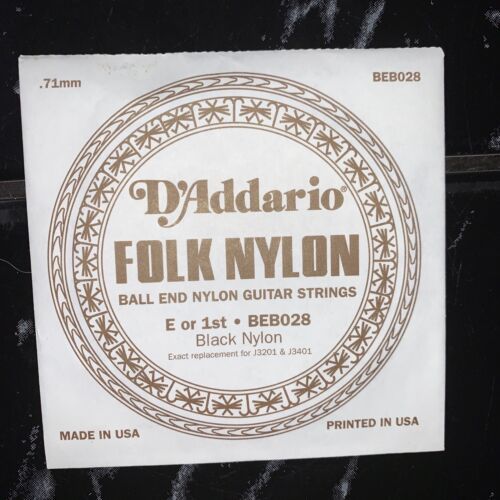 .71mm
BEB028
D'Addario®
FOLK NYLON
BALL END NYLON GUITAR STRINGS
E or 1st • BEB028
Black Nylon
Exact replacement for J3201 & J3401
MADE IN USA
PRINTED IN USA